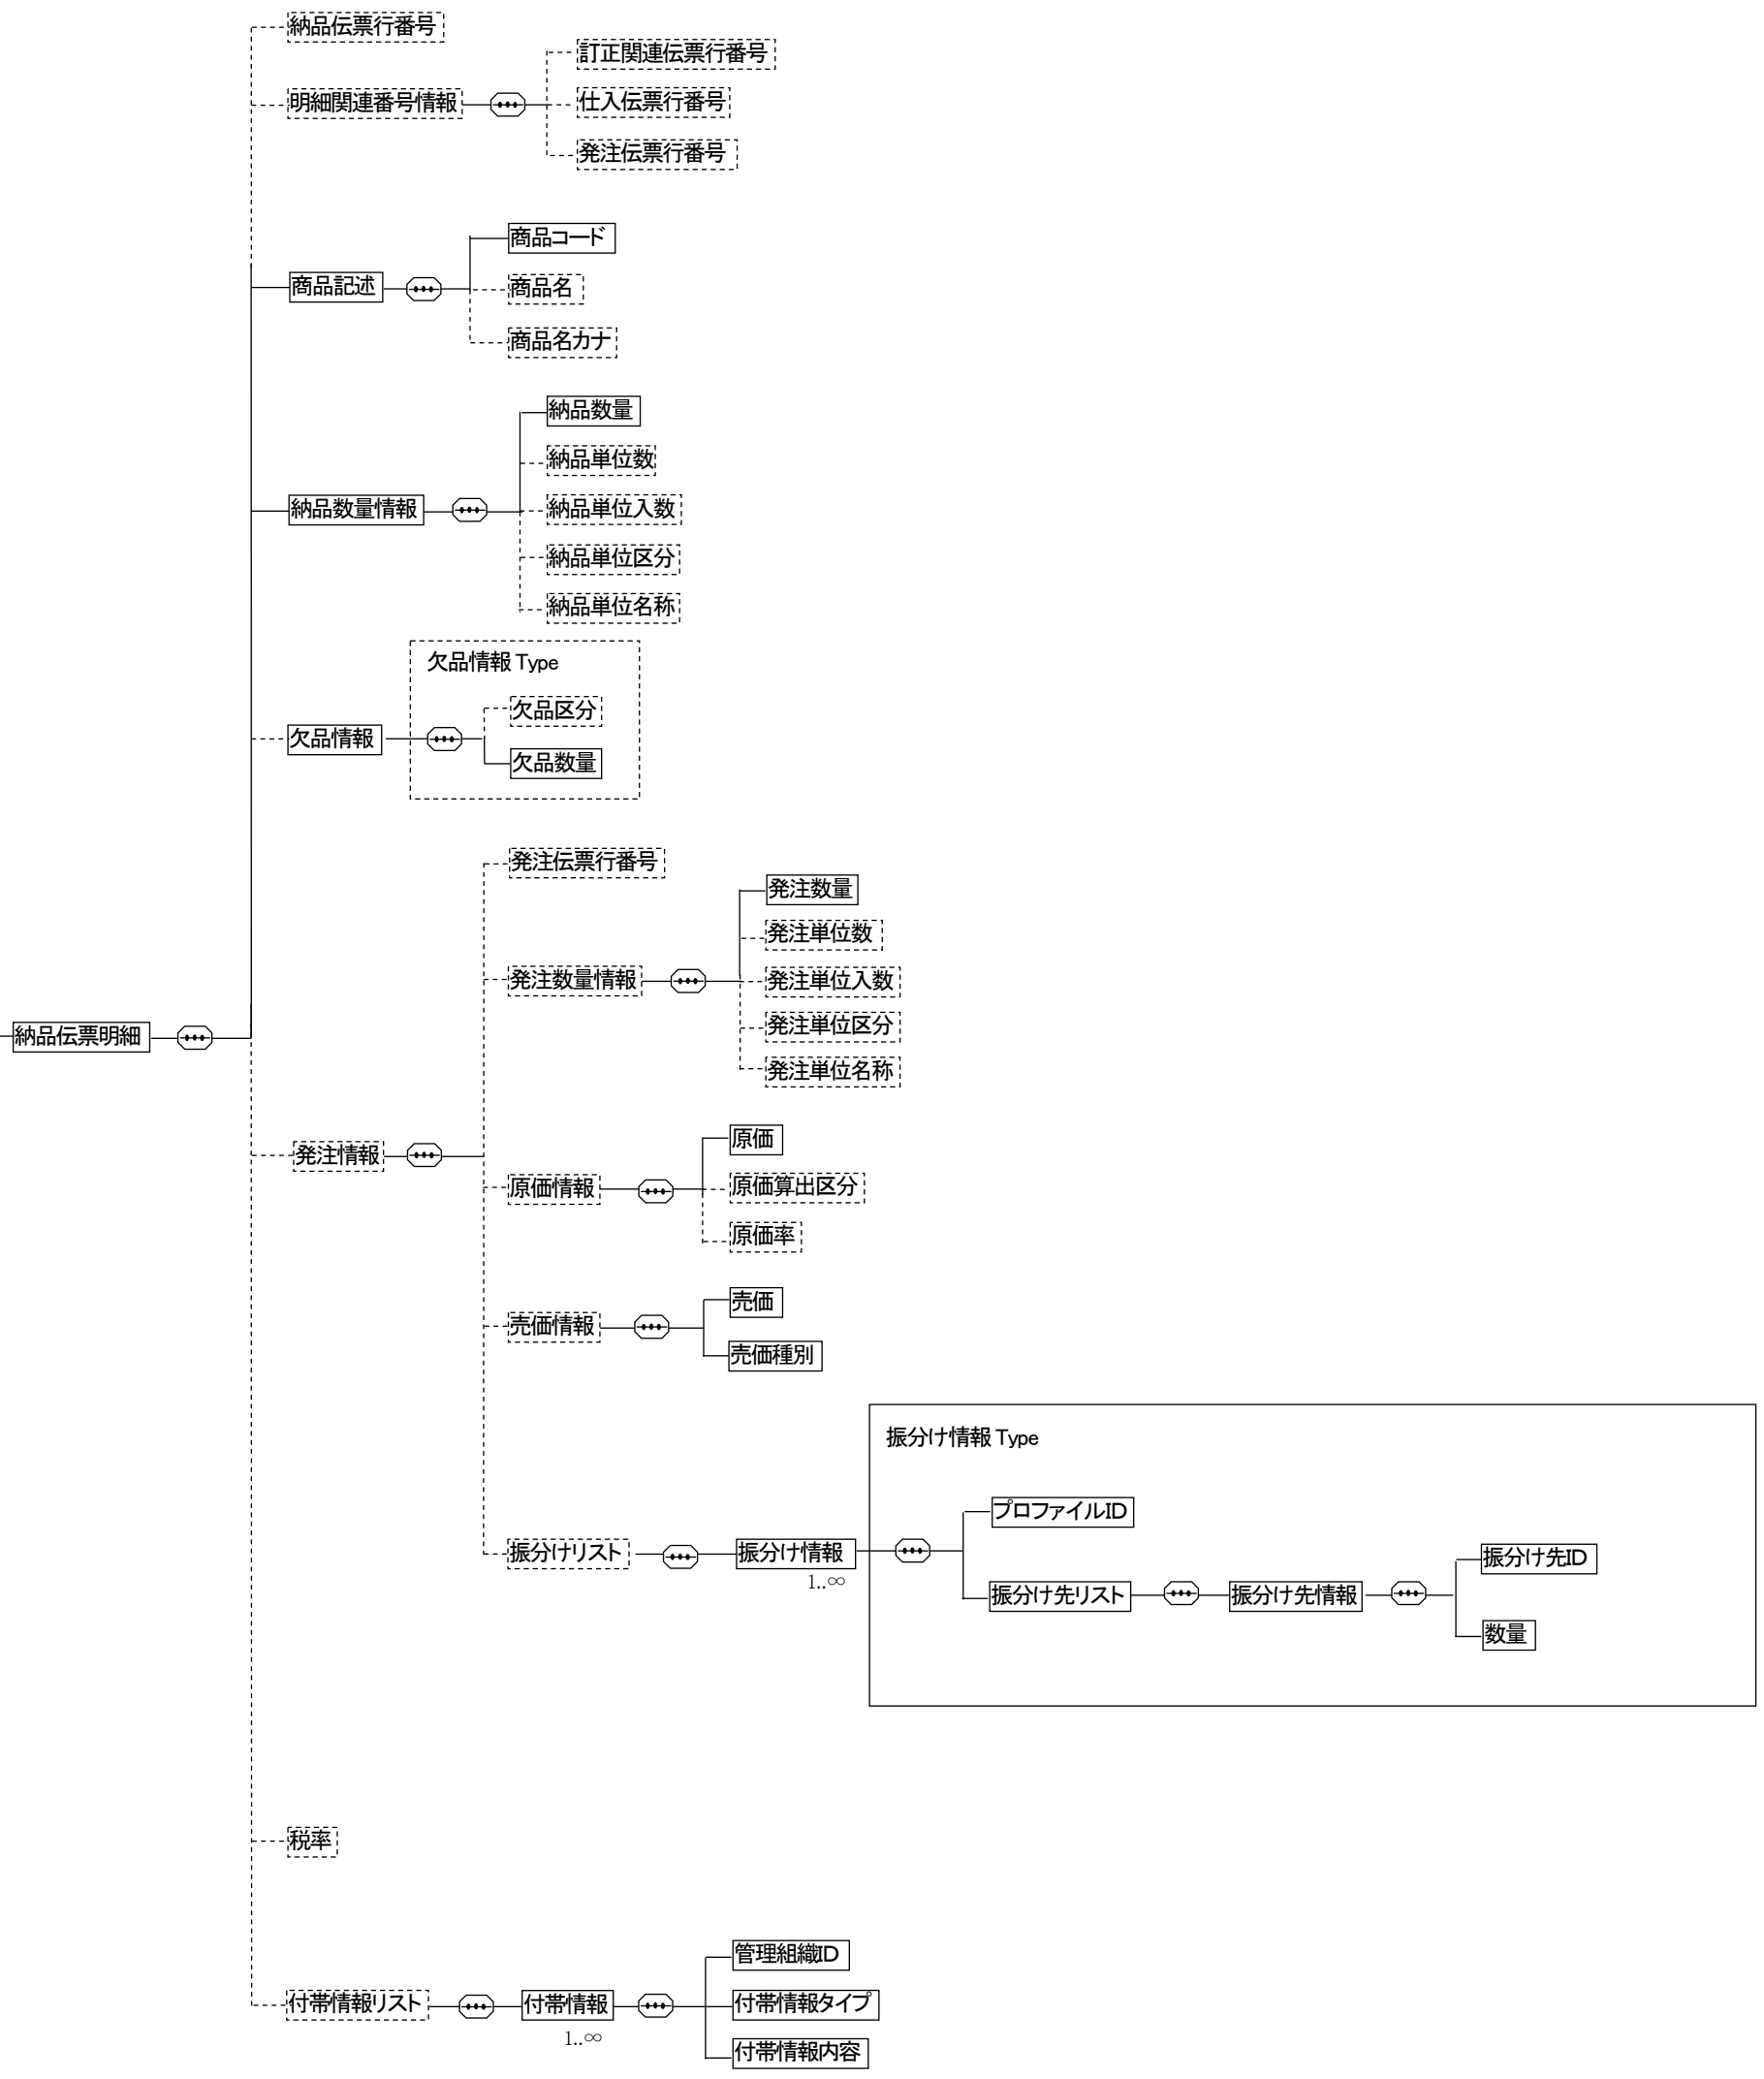 納品伝票行番号
訂正関連伝票行番号
明細関連番号情報
仕入伝票行番号
発注伝票行番号
商品コード
商品記述
商品名
商品名カナ
納品数量
納品単位数
納品数量情報
納品単位入数
納品単位区分
納品単位名称
欠品情報 Type
欠品区分
欠品情報
欠品数量
発注伝票行番号
発注数量
発注単位数
発注数量情報
発注単位入数
発注単位区分
納品伝票明細
発注単位名称
原価
発注情報
原価情報
原価算出区分
原価率
売価
売価情報
売価種別
振分け情報 Type
プロファイルID
振分けリスト
振分け情報
1..∞
振分け先ID
振分け先リスト
振分け先情報
数量
税率
管理組織ID
付帯情報リスト
付帯情報
付帯情報タイプ
1..∞
付帯情報内容